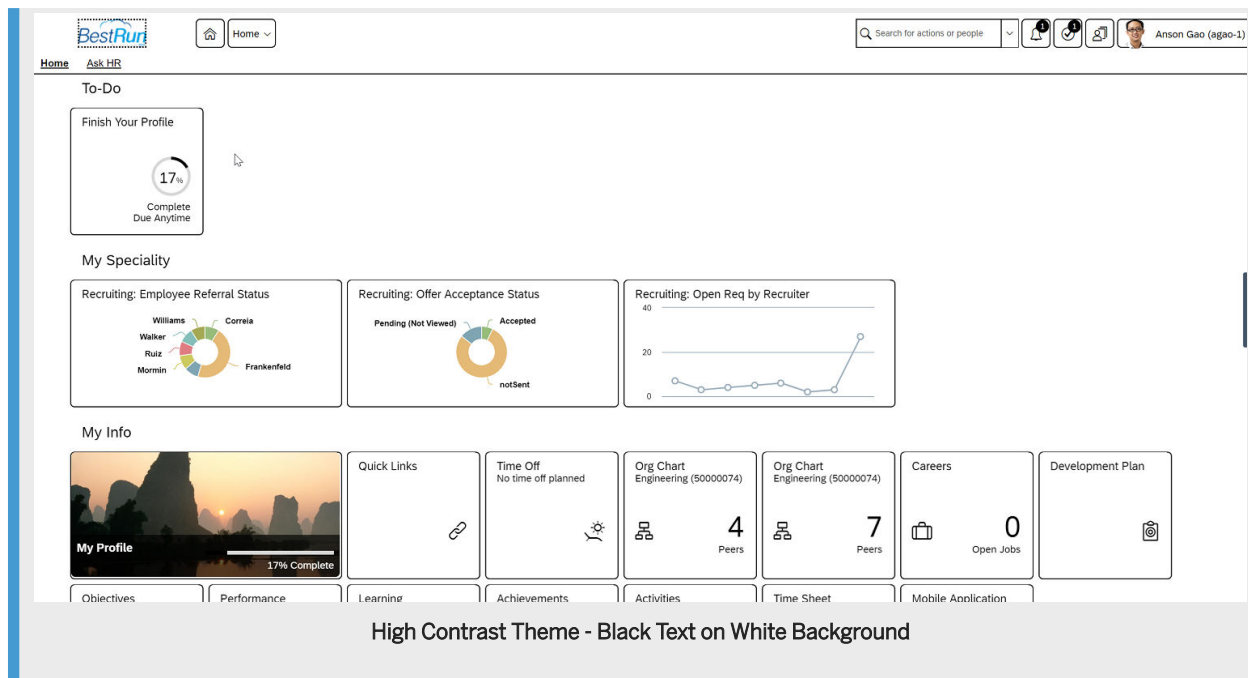 BestRun
Home
Search for actions or people
1
1
Anson Gao (agao-1)
Home
Ask HR
To-Do
Finish Your Profile
17%
Complete
Due Anytime
My Speciality
Recruiting: Employee Referral Status
Williams
Correia
Walker
Ruiz
Frankenfeld
Mormin
Recruiting: Offer Acceptance Status
Pending (Not Viewed)
Accepted
notSent
Recruiting: Open Req by Recruiter
40
20
0
My Info
My Profile
17% Complete
Quick Links
Time Off
No time off planned
Org Chart
Engineering (50000074)
4
Peers
Org Chart
Engineering (50000074)
7
Peers
Careers
0
Open Jobs
Development Plan
Objectives
Performance
Learning
Achievements
Activities
Time Sheet
Mobile Application
High Contrast Theme - Black Text on White Background